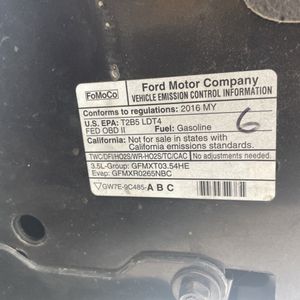 FoMoCo
Ford Motor Company
VEHICLE EMISSION CONTROL INFORMATION
Conforms to regulations: 2016 MY
U.S. EPA: T2B5 LDT4
FED OBD II Fuel: Gasoline
California: Not for sale in states with
California emissions standards.
TWC/DFI/HO2S/WR-HO2S/TC/CAC
No adjustments needed.
3.5L-Group: GFMXT03.54HE
Evap: GFMXR0265NBC
GW7E-9C485-A B C
6